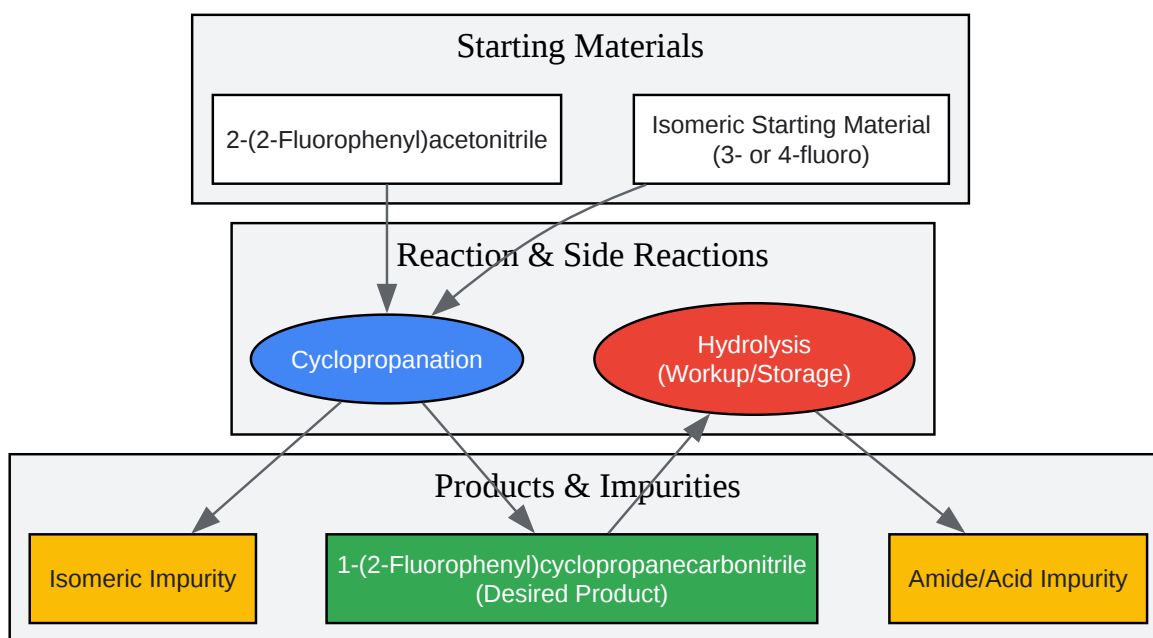 Starting Materials
2-(2-Fluorophenyl)acetonitrile
Isomeric Starting Material
(3- or 4-fluoro)
Reaction & Side Reactions
Cyclopropanation
Hydrolysis
(Workup/Storage)
Products & Impurities
Isomeric Impurity
1-(2-Fluorophenyl)cyclopropanecarbonitrile
(Desired Product)
Amide/Acid Impurity